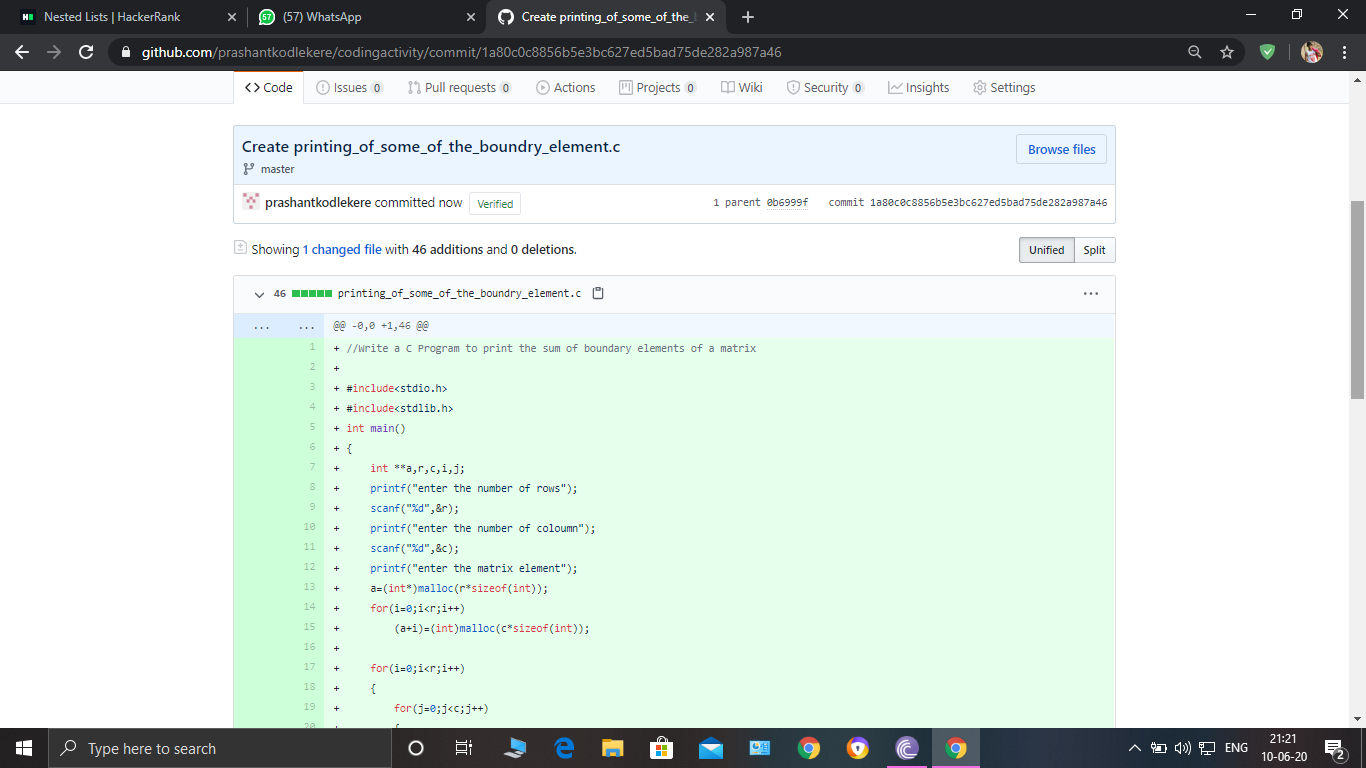 Nested Lists | HackerRank
(57) WhatsApp
Create printing_of_some_of_the_
github.com/prashantkodlekere/codingactivity/commit/1a80c0c8856b5e3bc627ed5bad75de282a987a46
Code
Issues 0
Pull requests 0
Actions
Projects 0
Wiki
Security 0
Insights
Settings
Create printing_of_some_of_the_boundry_element.c
Browse files
master
prashantkodlekere committed now Verified
1 parent 0b6999f commit 1a80c0c8856b5e3bc627ed5bad75de282a987a46
Showing 1 changed file with 46 additions and 0 deletions.
Unified Split
46 printing_of_some_of_the_boundry_element.c ...
... ... @@ -0,0 +1,46 @@
1 + //Write a C Program to print the sum of boundary elements of a matrix
2 +
3 + #include<stdio.h>
4 + #include<stdlib.h>
5 + int main()
6 + {
7 + int **a,r,c,i,j;
8 + printf("enter the number of rows");
9 + scanf("%d",&r);
10 + printf("enter the number of coloumn");
11 + scanf("%d",&c);
12 + printf("enter the matrix element");
13 + a=(int*)malloc(r*sizeof(int));
14 + for(i=0;i<r;i++)
15 + (a+i)=(int)malloc(c*sizeof(int));
16 +
17 + for(i=0;i<r;i++)
18 + {
19 + for(j=0;j<c;j++)
20 + {
Type here to search
ENG
21:21
10-06-20
2